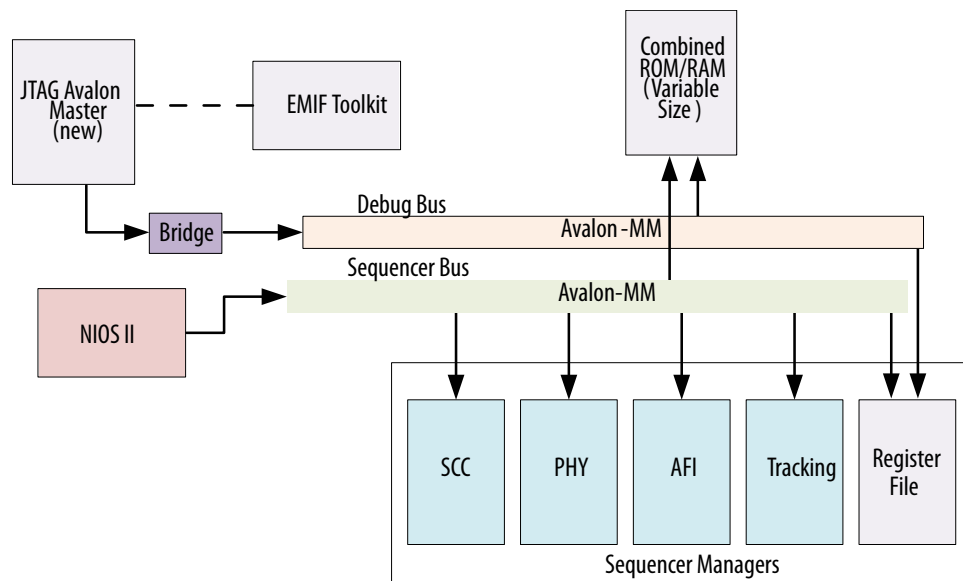 JTAG Avalon
Master
(new)
EMIF Toolkit
Combined
ROM/RAM
( Variable
Size )
Debug Bus
Bridge
Avalon -MM
Sequencer Bus
Avalon-MM
NIOS II
SCC
PHY
AFI
Tracking
Register
File
Sequencer Managers